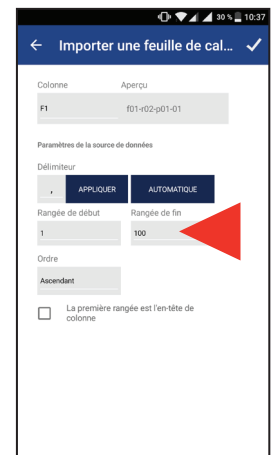 30 % 10:37
Importer une feuille de cal...
Colonne Aperçu
F1 f01-r02-p01-01
Paramètres de la source de données
Délimiteur
, APPLIQUER AUTOMATIQUE
Rangée de début Rangée de fin
1 100
Ordre
Ascendant
La première rangée est l'en-tête de
colonne